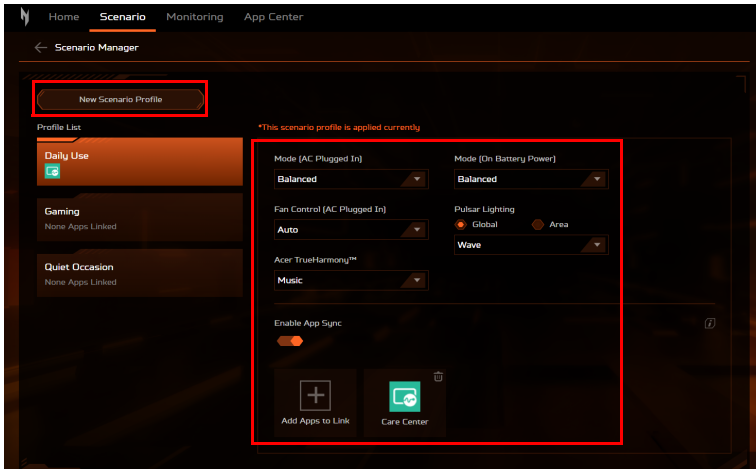 Home Scenario Monitoring App Center
Scenario Manager
New Scenario Profile
Profile List
*This scenario profile is applied currently
Daily Use
Gaming
None Apps Linked
Quiet Occasion
None Apps Linked
Mode (AC Plugged In)
Balanced
Mode (On Battery Power)
Balanced
Fan Control (AC Plugged In)
Auto
Pulsar Lighting
Global Area
Wave
Acer TrueHarmony™
Music
Enable App Sync
Add Apps to Link
Care Center